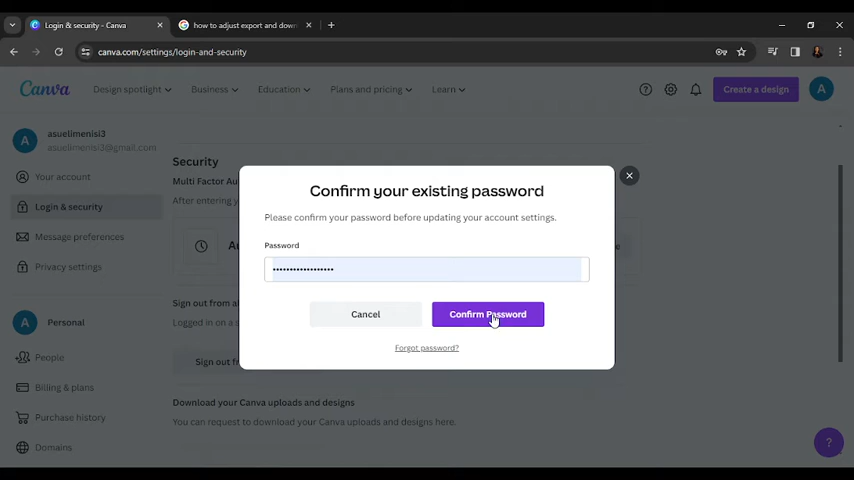 Login & security - Canva
how to adjust export and down
canva.com/settings/login-and-security
Canva
Design spotlight
Business
Education
Plans and pricing
Learn
Create a design
A
A
asuelimenisi3
asuelimenisi3@gmail.com
Your account
Login & security
Message preferences
Privacy settings
A
Personal
People
Billing & plans
Purchase history
Domains
Security
Multi Factor Au
After entering y
Au
Sign out from al
Logged in on a s
Sign out fr
Download your Canva uploads and designs
You can request to download your Canva uploads and designs here.
Confirm your existing password
Please confirm your password before updating your account settings.
Password
••••••••••••••••••
Cancel
Confirm Password
Forgot password?
?